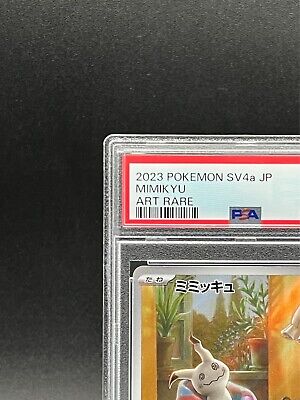 2023 POKEMON SV4a JP
MIMIKYU
ART RARE
PSA
たね
ミミッキュ